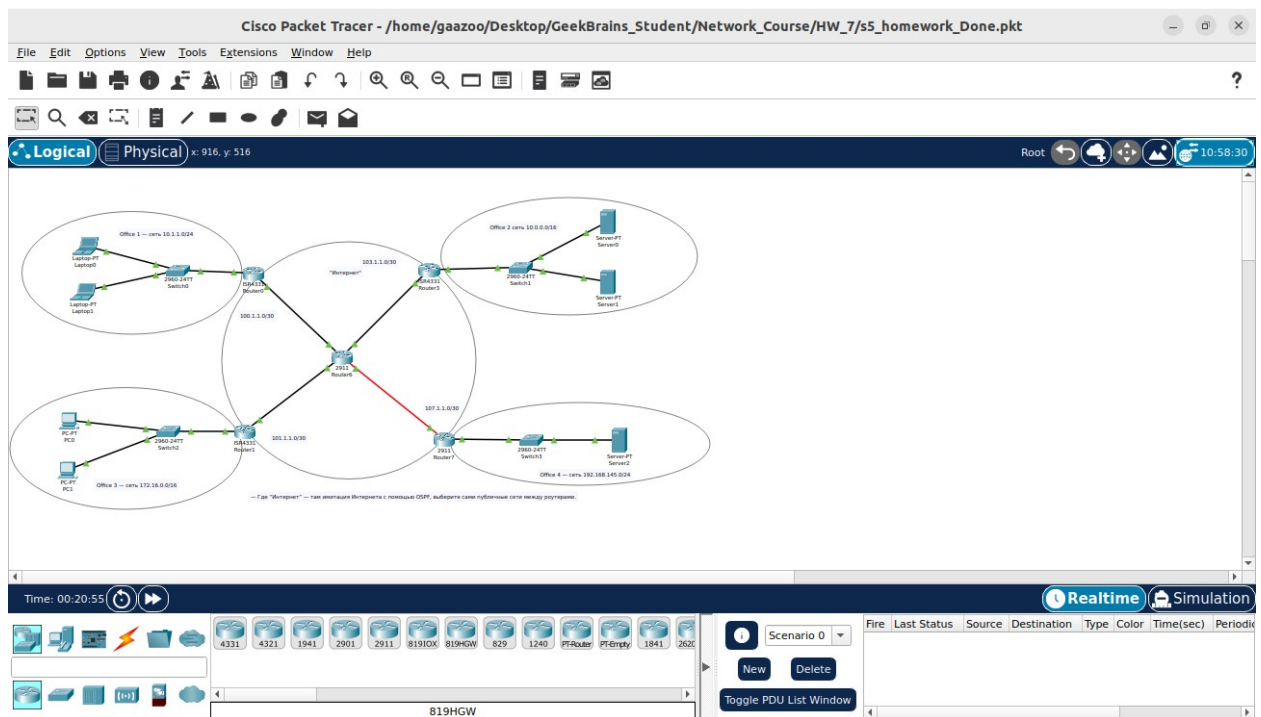 Cisco Packet Tracer - /home/gaazoo/Desktop/GeekBrains_Student/Network_Course/HW_7/s5_homework_Done.pkt
File Edit Options View Tools Extensions Window Help
?
Logical Physical x: 916, y: 516 Root 10:58:30
Office 1 — сеть 10.1.1.0/24
Laptop-PT
Laptop0
Laptop-PT
Laptop1
2960-24TT
Switch0
ISR4331
Router0
100.1.1.0/30
"Интернет"
103.1.1.0/30
ISR4331
Router3
Office 2 сеть 10.0.0.0/16
2960-24TT
Switch1
Server-PT
Server0
Server-PT
Server1
2911
Router6
PC-PT
PC0
PC-PT
PC1
2960-24TT
Switch2
ISR4331
Router1
101.1.1.0/30
Office 3 — сеть 172.16.0.0/16
107.1.1.0/30
2911
Router7
2960-24TT
Switch3
Server-PT
Server2
Office 4 — сеть 192.168.145.0/24
— Где "Интернет" — там имитация Интернета с помощью OSPF, выберите сами публичные сети между роутерами.
Time: 00:20:55 Realtime Simulation
4331 4321 1941 2901 2911 819IOX 819HGW 829 1240 PT-Router PT-Empty 1841 262
819HGW
Scenario 0
New Delete
Toggle PDU List Window
Fire Last Status Source Destination Type Color Time(sec) Periodic